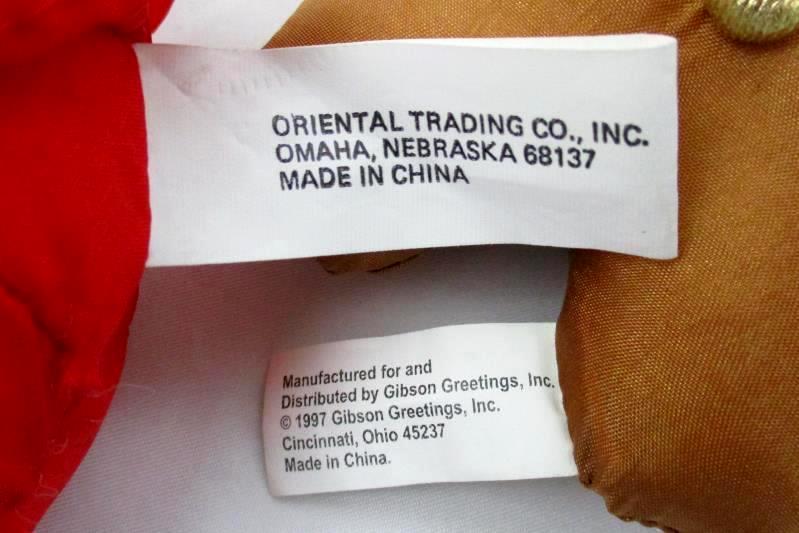 ORIENTAL TRADING CO., INC.
OMAHA, NEBRASKA 68137
MADE IN CHINA
Manufactured for and
Distributed by Gibson Greetings, Inc.
© 1997 Gibson Greetings, Inc.
Cincinnati, Ohio 45237
Made in China.